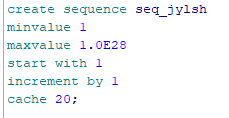 create sequence seq_jylsh
minvalue 1
maxvalue 1.0E28
start with 1
increment by 1
cache 20;